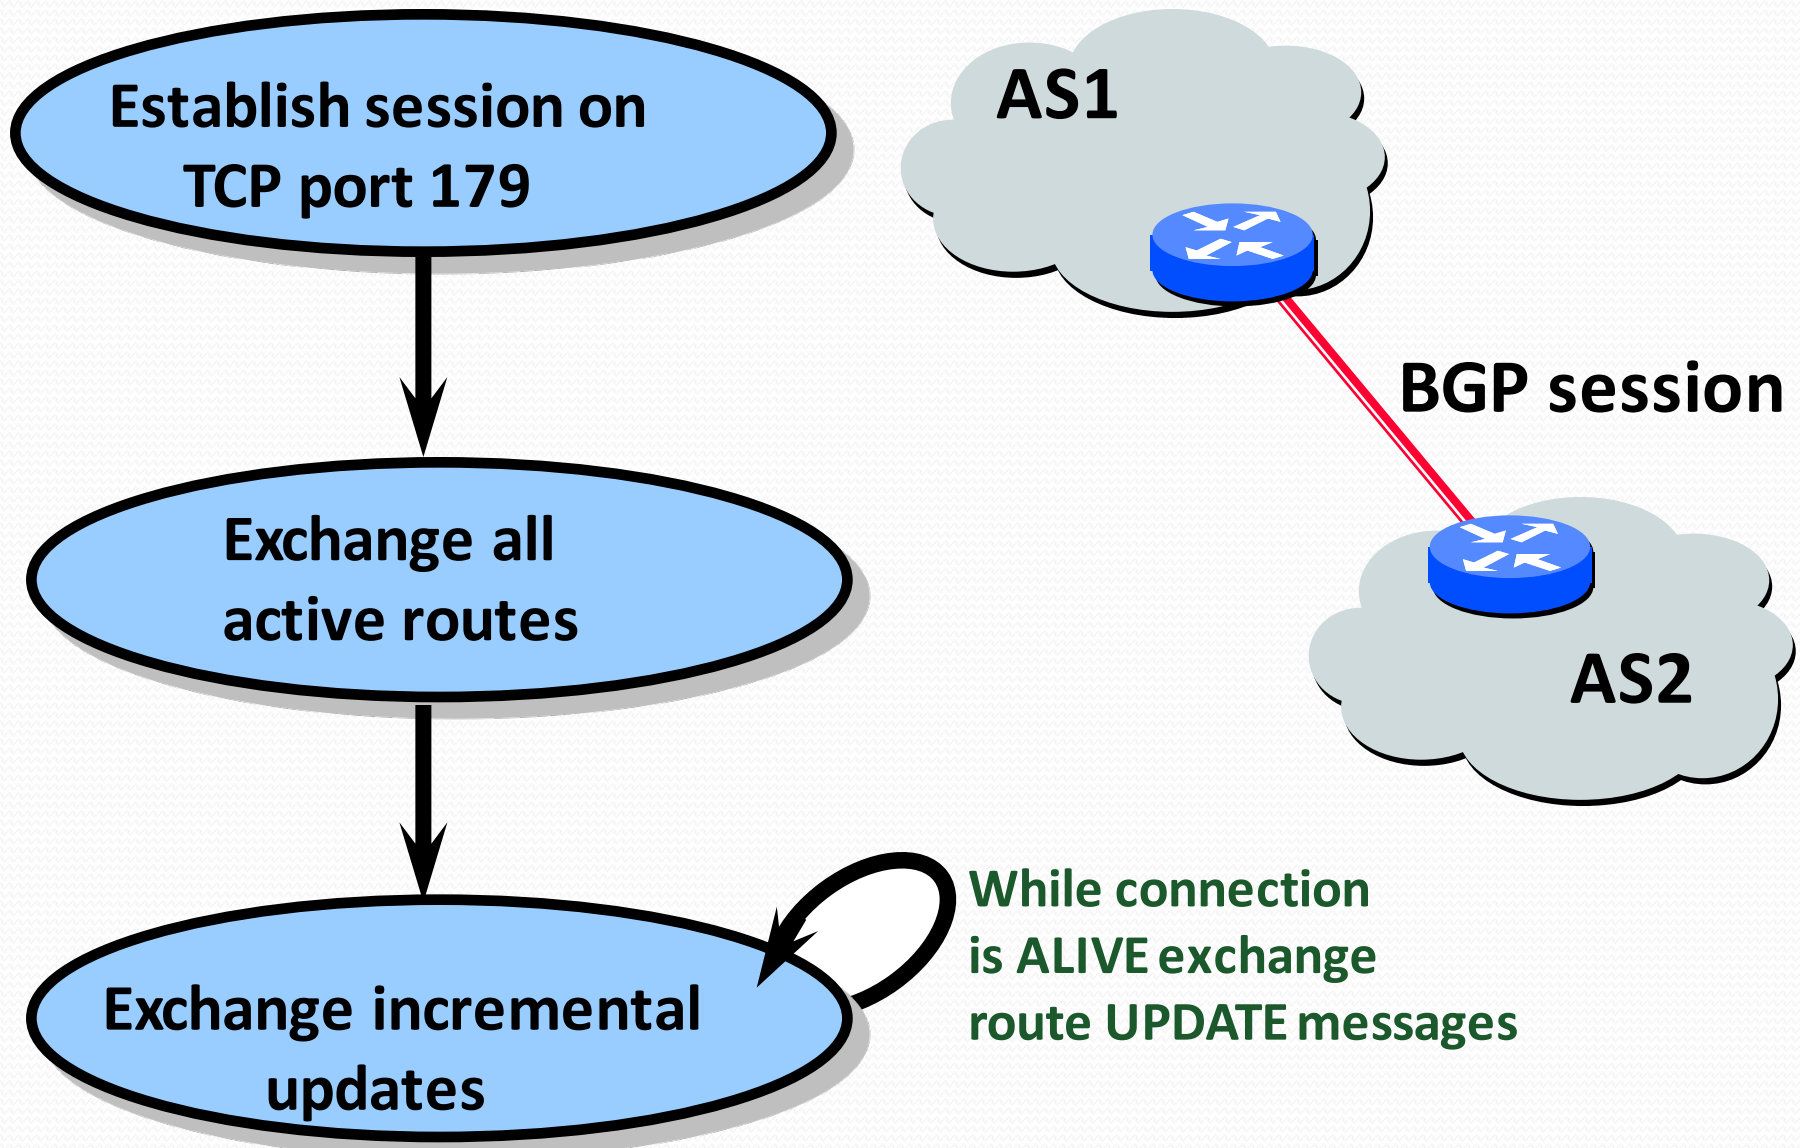 Establish session on
TCP port 179
AS1
BGP session
Exchange all
active routes
AS2
While connection
is ALIVE exchange
route UPDATE messages
Exchange incremental
updates